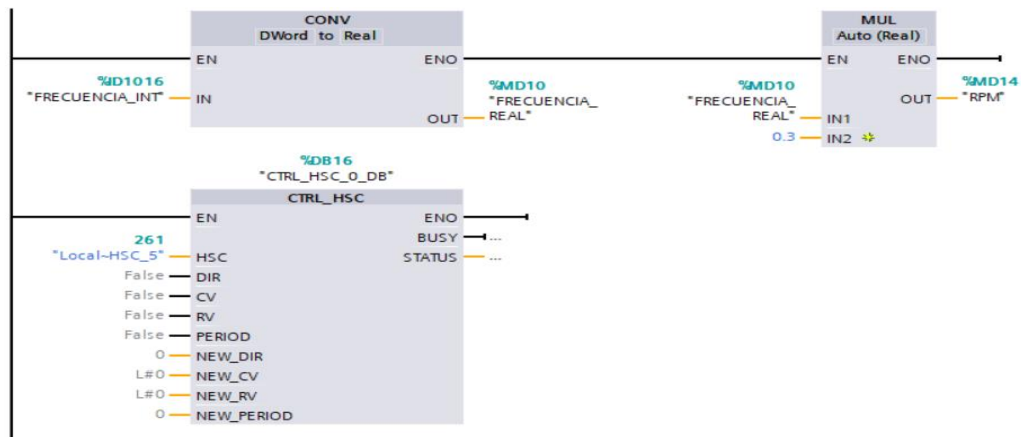 CONV
DWord to Real
EN
ENO
%ID1016
"FRECUENCIA_INT"
IN
OUT
%MD10
"FRECUENCIA_
REAL"
MUL
Auto (Real)
EN
ENO
%MD10
"FRECUENCIA_
REAL"
IN1
0.3
IN2
OUT
%MD14
"RPM"
%DB16
"CTRL_HSC_0_DB"
CTRL_HSC
EN
ENO
BUSY
...
261
"Local~HSC_5"
HSC
STATUS
...
False
DIR
False
CV
False
RV
False
PERIOD
0
NEW_DIR
L#0
NEW_CV
L#0
NEW_RV
0
NEW_PERIOD